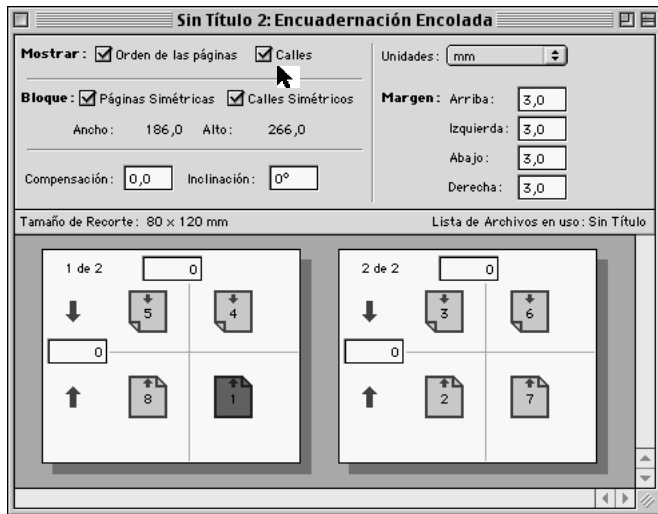 Sin Título 2: Encuadernación Encolada
Mostrar: Orden de las páginas Calles
Unidades: mm
Bloque: Páginas Simétricas Calles Simétricos
Margen: Arriba: 3,0
Ancho: 186,0 Alto: 266,0
Izquierda: 3,0
Abajo: 3,0
Compensación: 0,0 Inclinación: 0°
Derecha: 3,0
Tamaño de Recorte: 80 x 120 mm
Lista de Archivos en uso: Sin Título
1 de 2 0
5 4
0
8 1
2 de 2 0
3 6
0
2 7